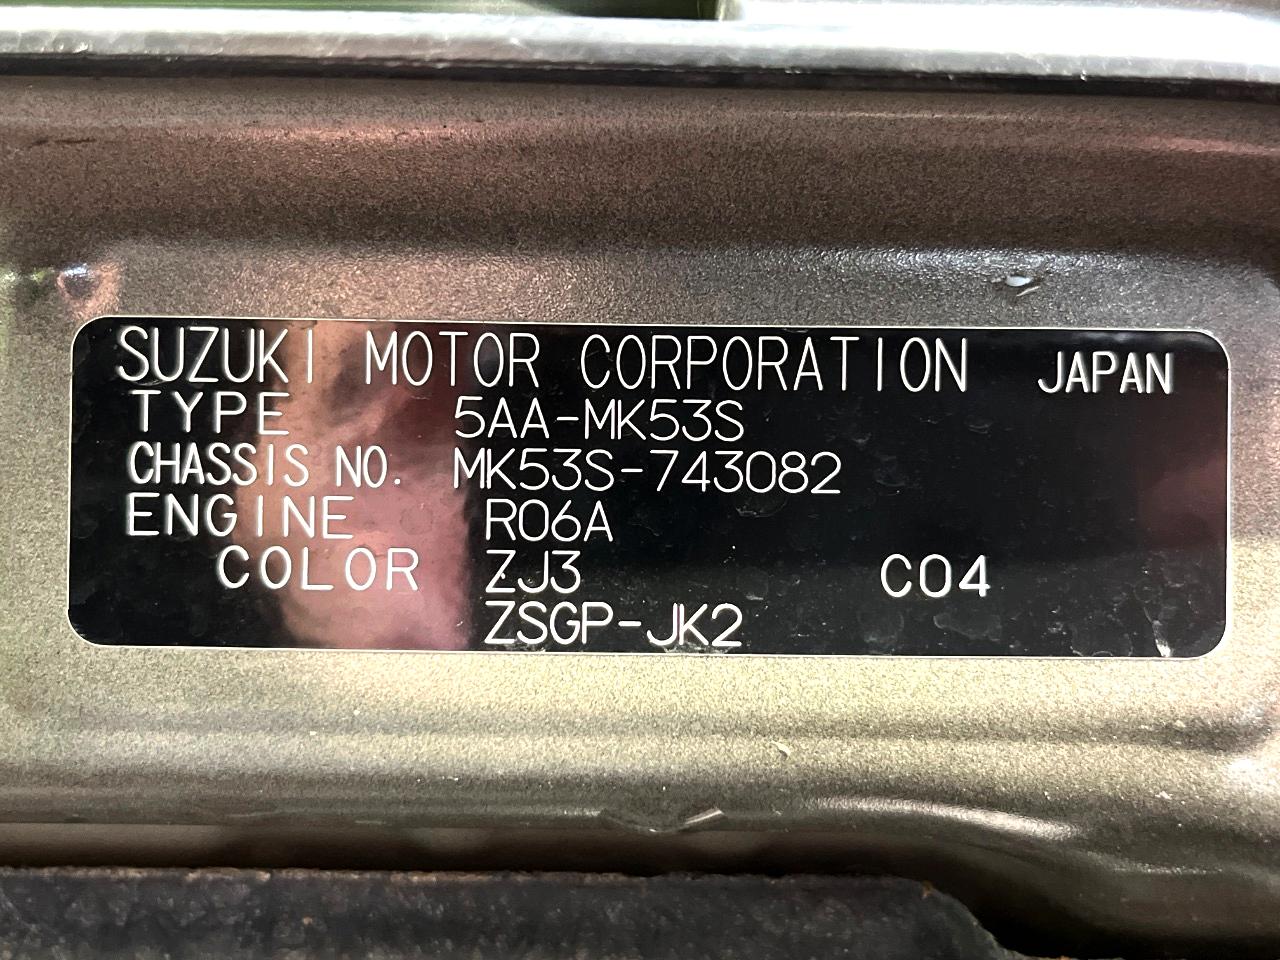 SUZUKI MOTOR CORPORATION JAPAN
TYPE 5AA-MK53S
CHASSIS NO. MK53S-743082
ENGINE R06A
COLOR ZJ3 C04
ZSGP-JK2